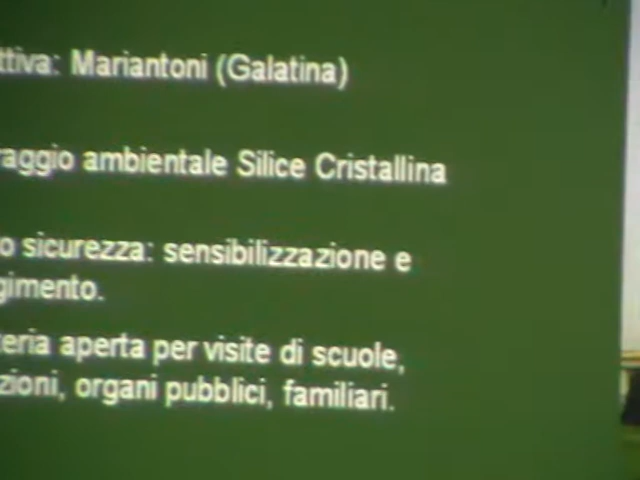 ttiva: Mariantoni (Galatina)
raggio ambientale Silice Cristallina
o sicurezza: sensibilizzazione e
gimento.
teria aperta per visite di scuole,
zioni, organi pubblici, familiari.